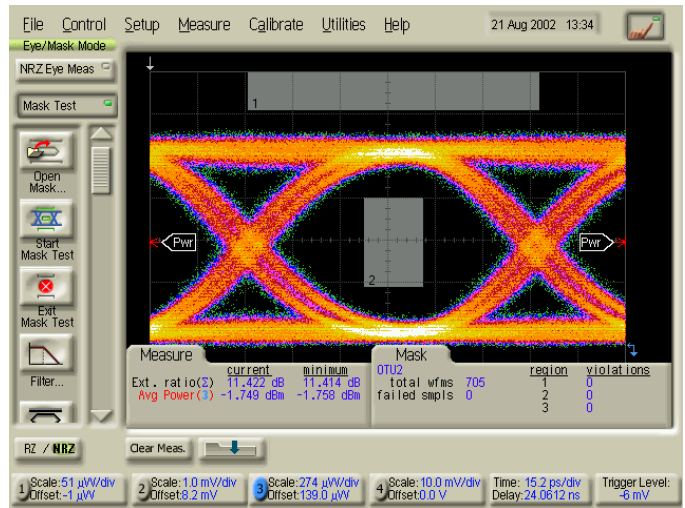 File Control Setup Measure Calibrate Utilities Help 21 Aug 2002 13:34
Eye/Mask Mode
NRZ Eye Meas
Mask Test
Open
Mask...
Start
Mask Test
Exit
Mask Test
Filter...
1
Pwr
Pwr
2
Measure
current minimum
Ext. ratio(Σ) 11.422 dB 11.414 dB
Avg Power(3) -1.749 dBm -1.758 dBm
Mask
OTU2 region violations
total wfms 705 1 0
failed smpls 0 2 0
3 0
RZ / NRZ
Clear Meas.
1 Scale:51 µW/div
Offset:-1 µW
2 Scale:1.0 mV/div
Offset:8.2 mV
3 Scale:274 µW/div
Offset:139.0 µW
4 Scale:10.0 mV/div
Offset:0.0 V
Time: 15.2 ps/div
Delay:24.0612 ns
Trigger Level:
-6 mV